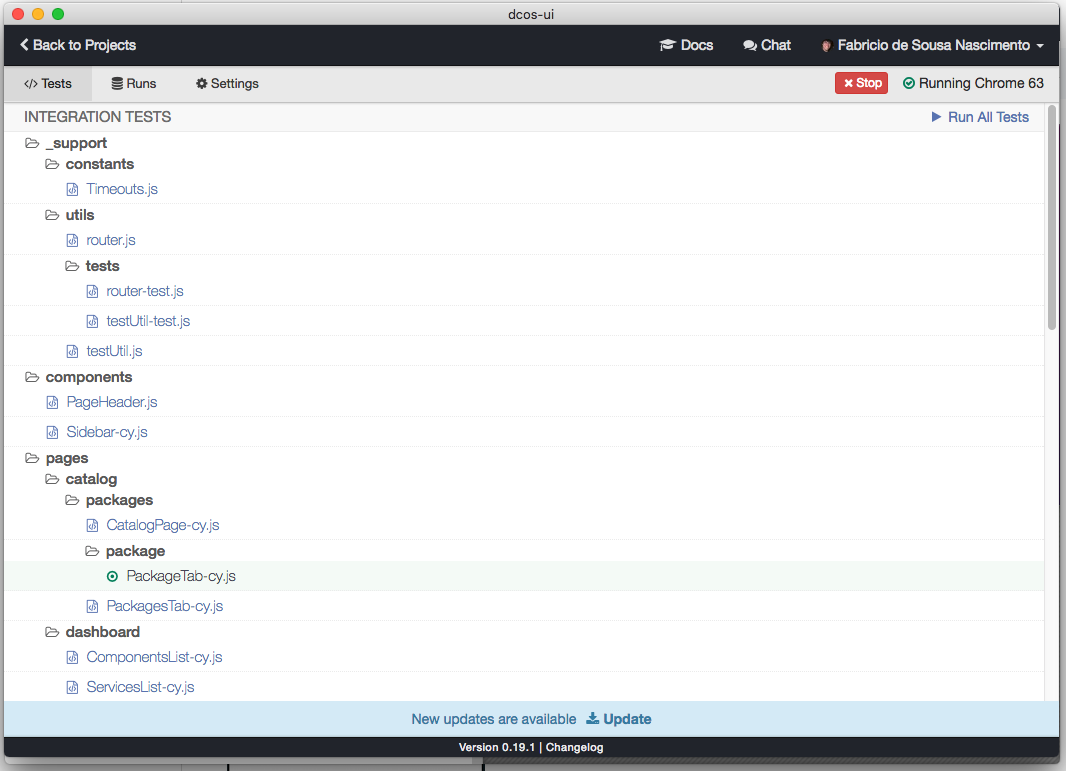 dcos-ui
Back to Projects Docs Chat Fabricio de Sousa Nascimento
</> Tests Runs Settings Stop Running Chrome 63
INTEGRATION TESTS Run All Tests
_support
constants
Timeouts.js
utils
router.js
tests
router-test.js
testUtil-test.js
testUtil.js
components
PageHeader.js
Sidebar-cy.js
pages
catalog
packages
CatalogPage-cy.js
package
PackageTab-cy.js
PackagesTab-cy.js
dashboard
ComponentsList-cy.js
ServicesList-cy.js
New updates are available Update
Version 0.19.1 | Changelog